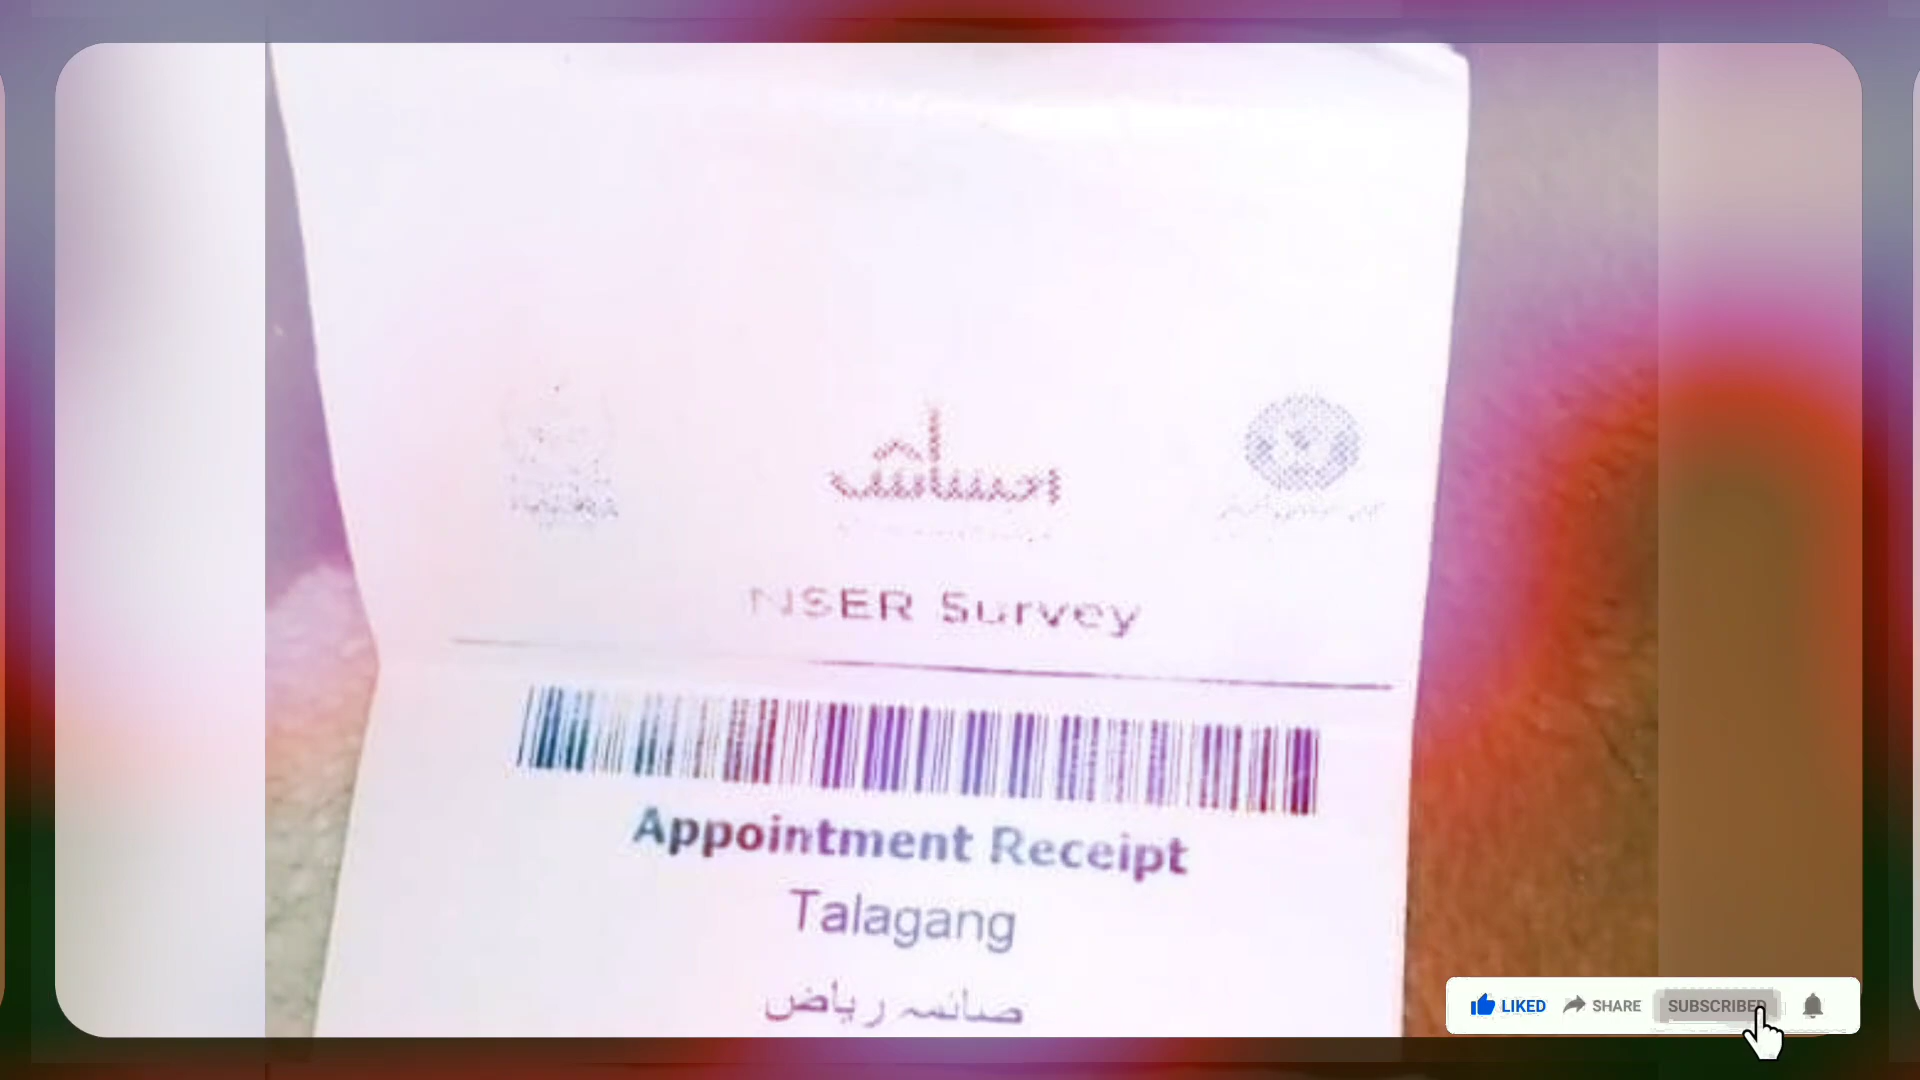 احساس
NSER Survey
Appointment Receipt
Talagang
صائمہ ریاض
LIKED SHARE SUBSCRIBED